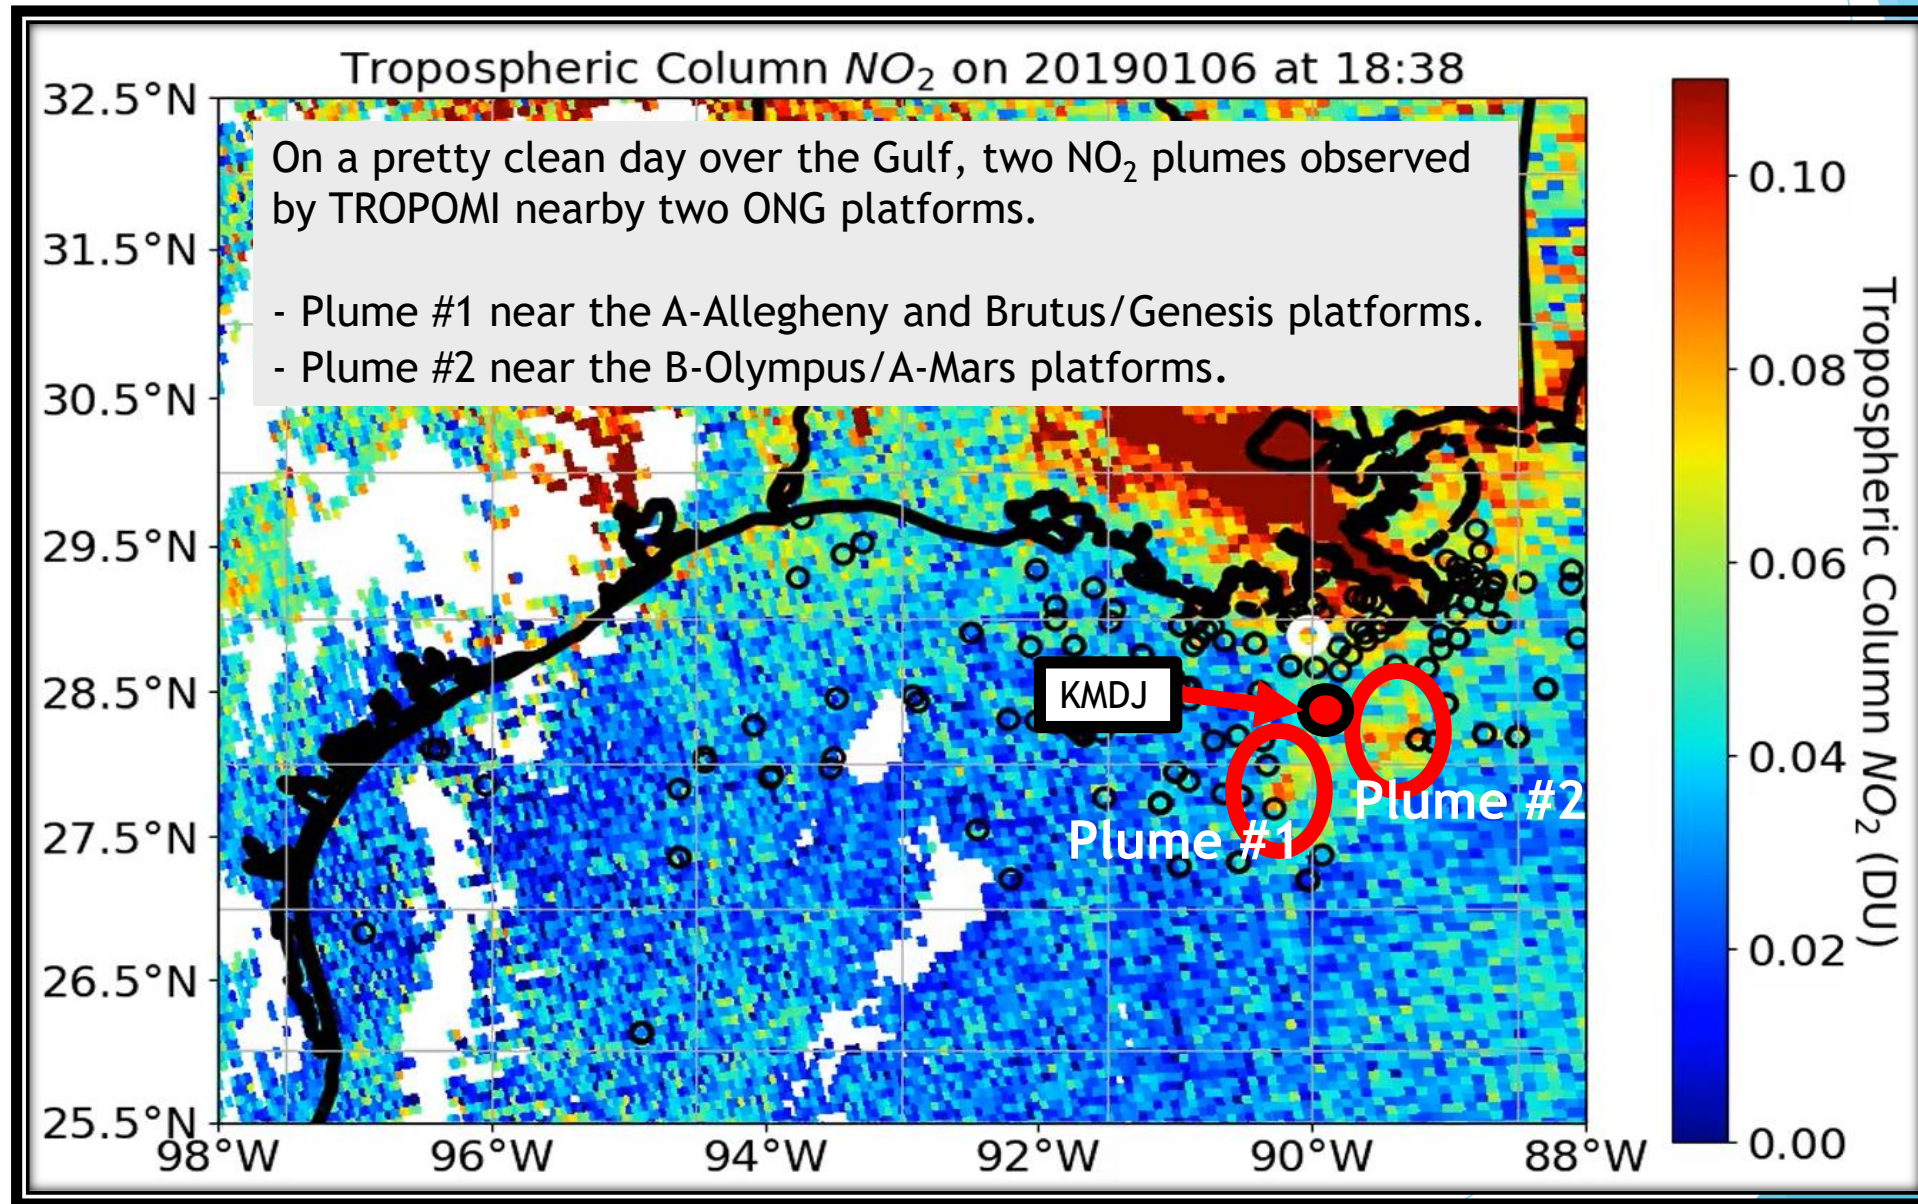 Tropospheric Column NO₂ on 20190106 at 18:38
On a pretty clean day over the Gulf, two NO₂ plumes observed
by TROPOMI nearby two ONG platforms.
- Plume #1 near the A-Allegheny and Brutus/Genesis platforms.
- Plume #2 near the B-Olympus/A-Mars platforms.
32.5°N
31.5°N
30.5°N
29.5°N
28.5°N
27.5°N
26.5°N
25.5°N
98°W
96°W
94°W
92°W
90°W
88°W
KMDJ
Plume #1
Plume #2
0.10
0.08
0.06
0.04
0.02
0.00
Tropospheric Column NO₂ (DU)